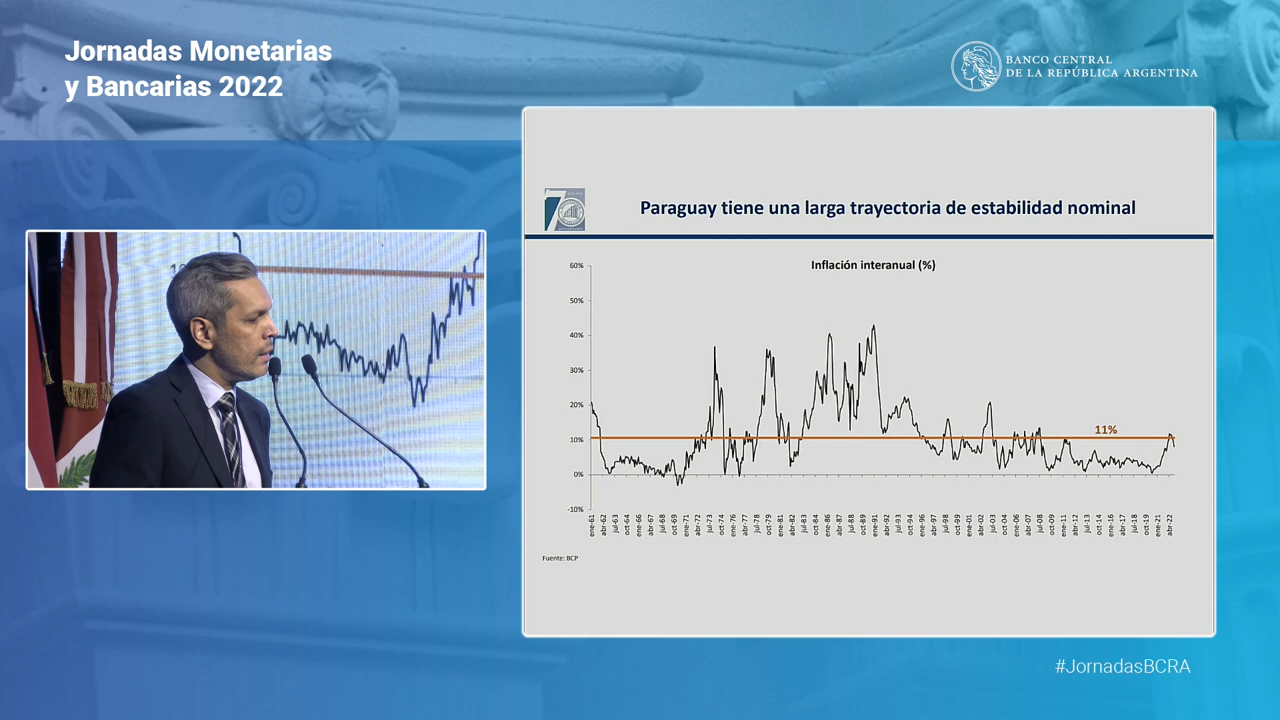 Jornadas Monetarias
y Bancarias 2022
BANCO CENTRAL
DE LA REPÚBLICA ARGENTINA
Paraguay tiene una larga trayectoria de estabilidad nominal
Inflación interanual (%)
60%
50%
40%
30%
20%
10%
0%
-10%
11%
ene-61
abr-62
jul-63
oct-64
ene-66
abr-67
jul-68
oct-69
ene-71
abr-72
jul-73
oct-74
ene-76
abr-77
jul-78
oct-79
ene-81
abr-82
jul-83
oct-84
ene-86
abr-87
jul-88
oct-89
ene-91
abr-92
jul-93
oct-94
ene-96
abr-97
jul-98
oct-99
ene-01
abr-02
jul-03
oct-04
ene-06
abr-07
jul-08
oct-09
ene-11
abr-12
jul-13
oct-14
ene-16
abr-17
jul-18
oct-19
ene-21
abr-22
Fuente: BCP
#JornadasBCRA